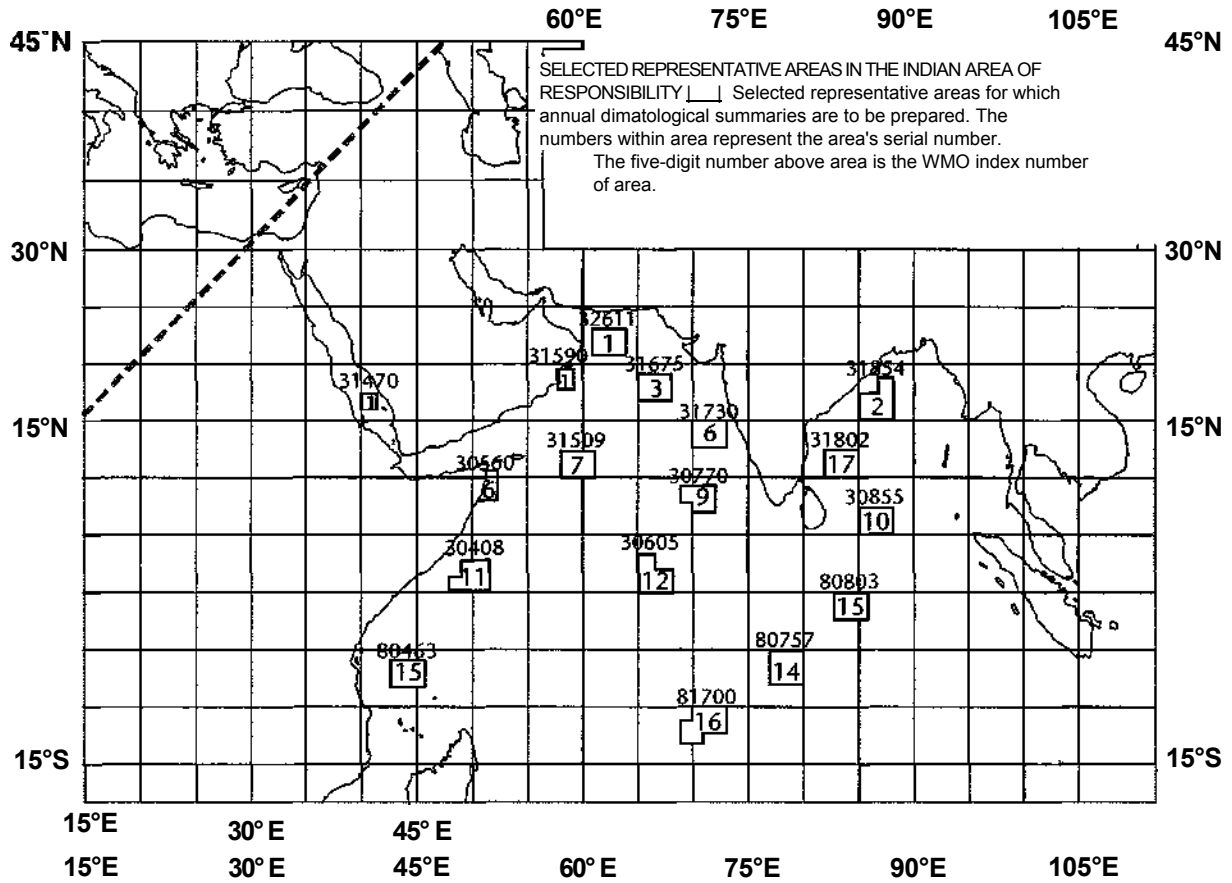 60°E 75°E 90°E 105°E
45°N 45°N
SELECTED REPRESENTATIVE AREAS IN THE INDIAN AREA OF
RESPONSIBILITY Selected representative areas for which
annual dimatological summaries are to be prepared. The
numbers within area represent the area's serial number.
The five-digit number above area is the WMO index number
of area.
30°N 30°N
32611
1
31590 31675 31854
1 3 2
31470
1
31730
15°N 6 15°N
31509 31802
7 17
30560 30770 30855
6 9 10
30408 30605
11 12
80803
15
80463 80757
15 14
81700
16
15°S 15°S
15°E 30°E 45°E
15°E 30°E 45°E 60°E 75°E 90°E 105°E